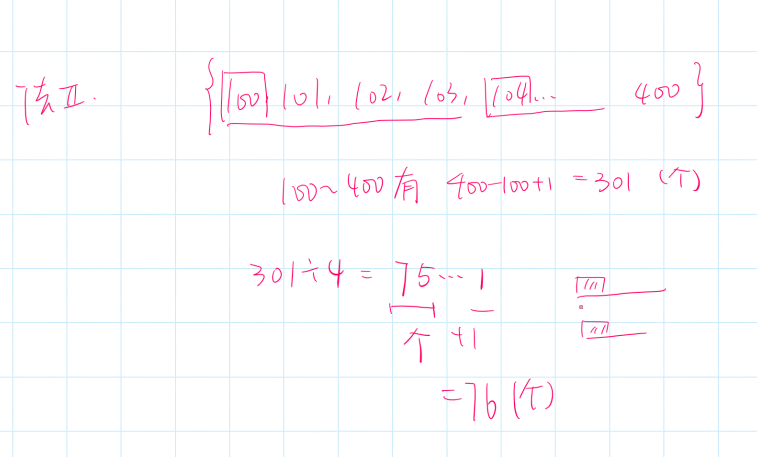 法Ⅱ. {100, 101, 102, 103, 104... 400}
100~400有 400-100+1 =301 (个)
301÷4 = 75…1
个 +1
=76 (个)